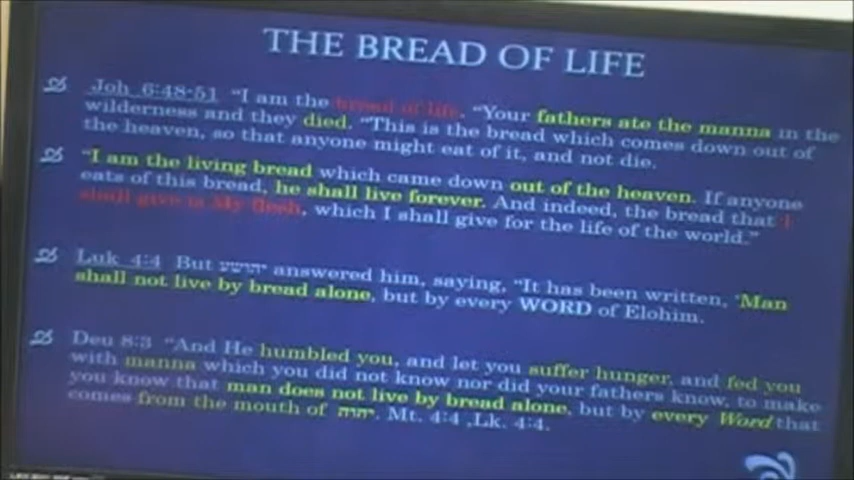 THE BREAD OF LIFE
Joh 6:48-51 "I am the bread of life. "Your fathers ate the manna in the
wilderness and they died. "This is the bread which comes down out of
the heaven, so that anyone might eat of it, and not die.
"I am the living bread which came down out of the heaven. If anyone
eats of this bread, he shall live forever. And indeed, the bread that I
shall give is My flesh, which I shall give for the life of the world."
Luk 4:4 But יהושע answered him, saying, "It has been written, 'Man
shall not live by bread alone, but by every WORD of Elohim.
Deu 8:3 "And He humbled you, and let you suffer hunger, and fed you
with manna which you did not know nor did your fathers know, to make
you know that man does not live by bread alone, but by every Word that
comes from the mouth of יהוה. Mt. 4:4 ,Lk. 4:4.